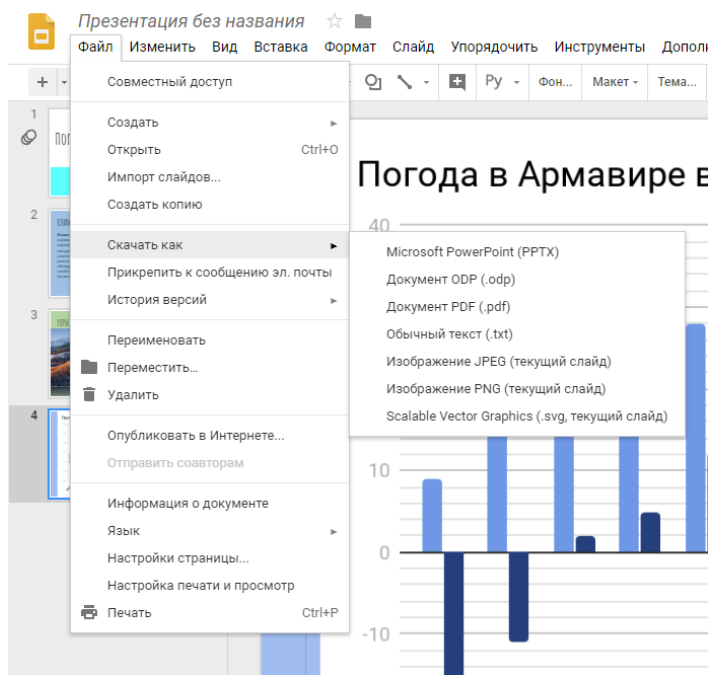 Презентация без названия
Файл Изменить Вид Вставка Формат Слайд Упорядочить Инструменты
Ру Фон... Макет Тема...
1
2
3
4
Совместный доступ
Создать
Открыть Ctrl+O
Импорт слайдов...
Создать копию
Скачать как
Прикрепить к сообщению эл. почты
История версий
Переименовать
Переместить...
Удалить
Опубликовать в Интернете...
Отправить соавторам
Информация о документе
Язык
Настройки страницы...
Настройка печати и просмотр
Печать Ctrl+P
Microsoft PowerPoint (PPTX)
Документ ODP (.odp)
Документ PDF (.pdf)
Обычный текст (.txt)
Изображение JPEG (текущий слайд)
Изображение PNG (текущий слайд)
Scalable Vector Graphics (.svg, текущий слайд)
Погода в Армавире в
40
10
0
-10